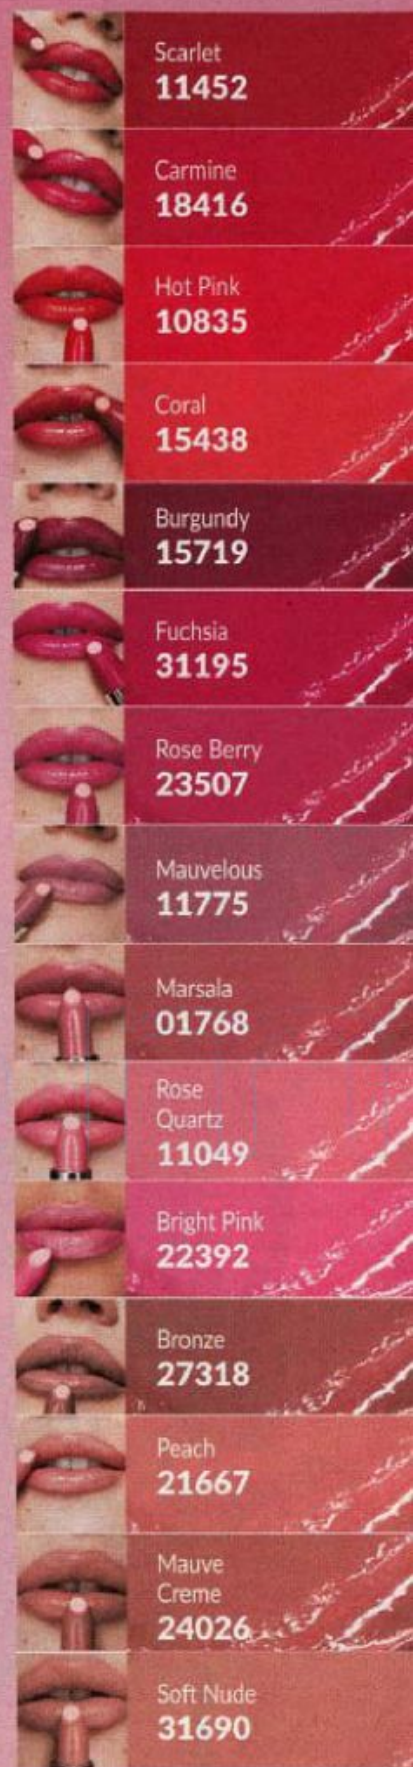 Scarlet
11452
Carmine
18416
Hot Pink
10835
Coral
15438
Burgundy
15719
Fuchsia
31195
Rose Berry
23507
Mauvelous
11775
Marsala
01768
Rose
Quartz
11049
Bright Pink
22392
Bronze
27318
Peach
21667
Mauve
Creme
24026
Soft Nude
31690